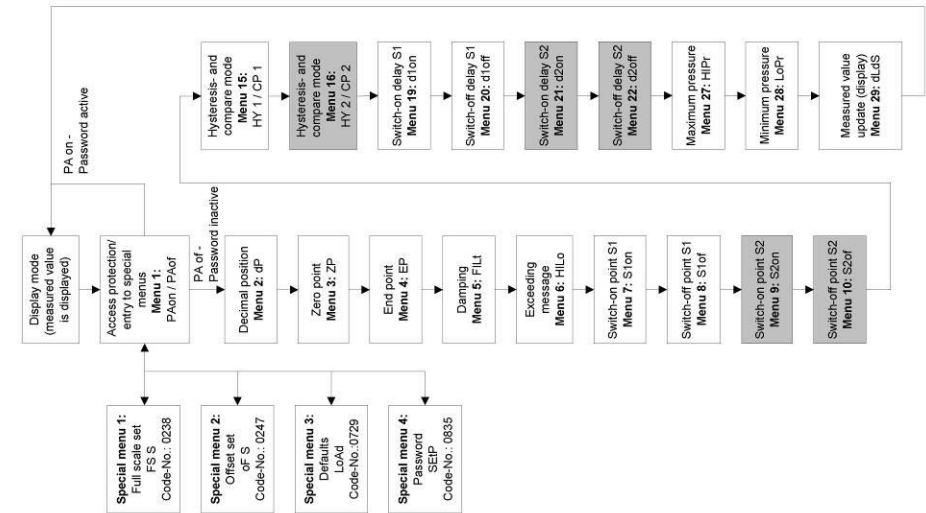 Display mode
(measured value
is displayed)
PA on -
Password active
Access protection/
entry to special
menus
Menu 1:
PAon / PAof
PA of -
Password inactive
Special menu 1:
Full scale set
FS S
Code-No.: 0238
Special menu 2:
Offset set
oF S
Code-No.: 0247
Special menu 3:
Defaults
LoAd
Code-No.:0729
Special menu 4:
Password
SEtP
Code-No.: 0835
Decimal position
Menu 2: dP
Zero point
Menu 3: ZP
End point
Menu 4: EP
Damping
Menu 5: FILt
Exceeding
message
Menu 6: HILo
Switch-on point S1
Menu 7: S1on
Switch-off point S1
Menu 8: S1of
Switch-on point S2
Menu 9: S2on
Switch-off point S2
Menu 10: S2of
Hysteresis- and
compare mode
Menu 15:
HY 1 / CP 1
Hysteresis- and
compare mode
Menu 16:
HY 2 / CP 2
Switch-on delay S1
Menu 19: d1on
Switch-off delay S1
Menu 20: d1off
Switch-on delay S2
Menu 21: d2on
Switch-off delay S2
Menu 22: d2off
Maximum pressure
Menu 27: HIPr
Minimum pressure
Menu 28: LoPr
Measured value
update (display)
Menu 29: dLdS